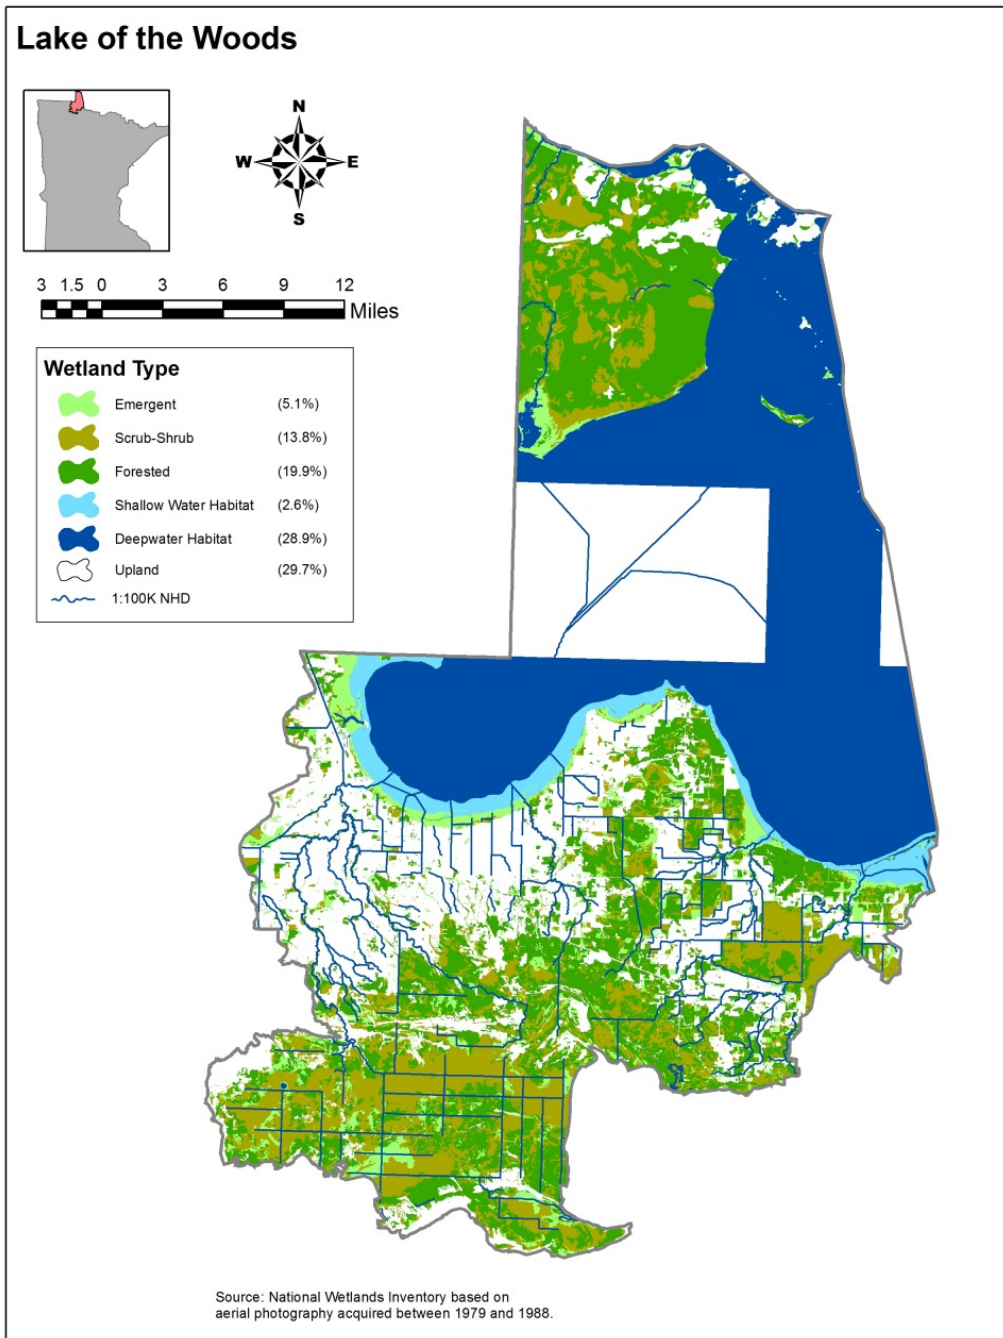 Lake of the Woods
N
W E
S
3 1.5 0 3 6 9 12
Miles
Wetland Type
Emergent (5.1%)
Scrub-Shrub (13.8%)
Forested (19.9%)
Shallow Water Habitat (2.6%)
Deepwater Habitat (28.9%)
Upland (29.7%)
1:100K NHD
Source: National Wetlands Inventory based on
aerial photography acquired between 1979 and 1988.